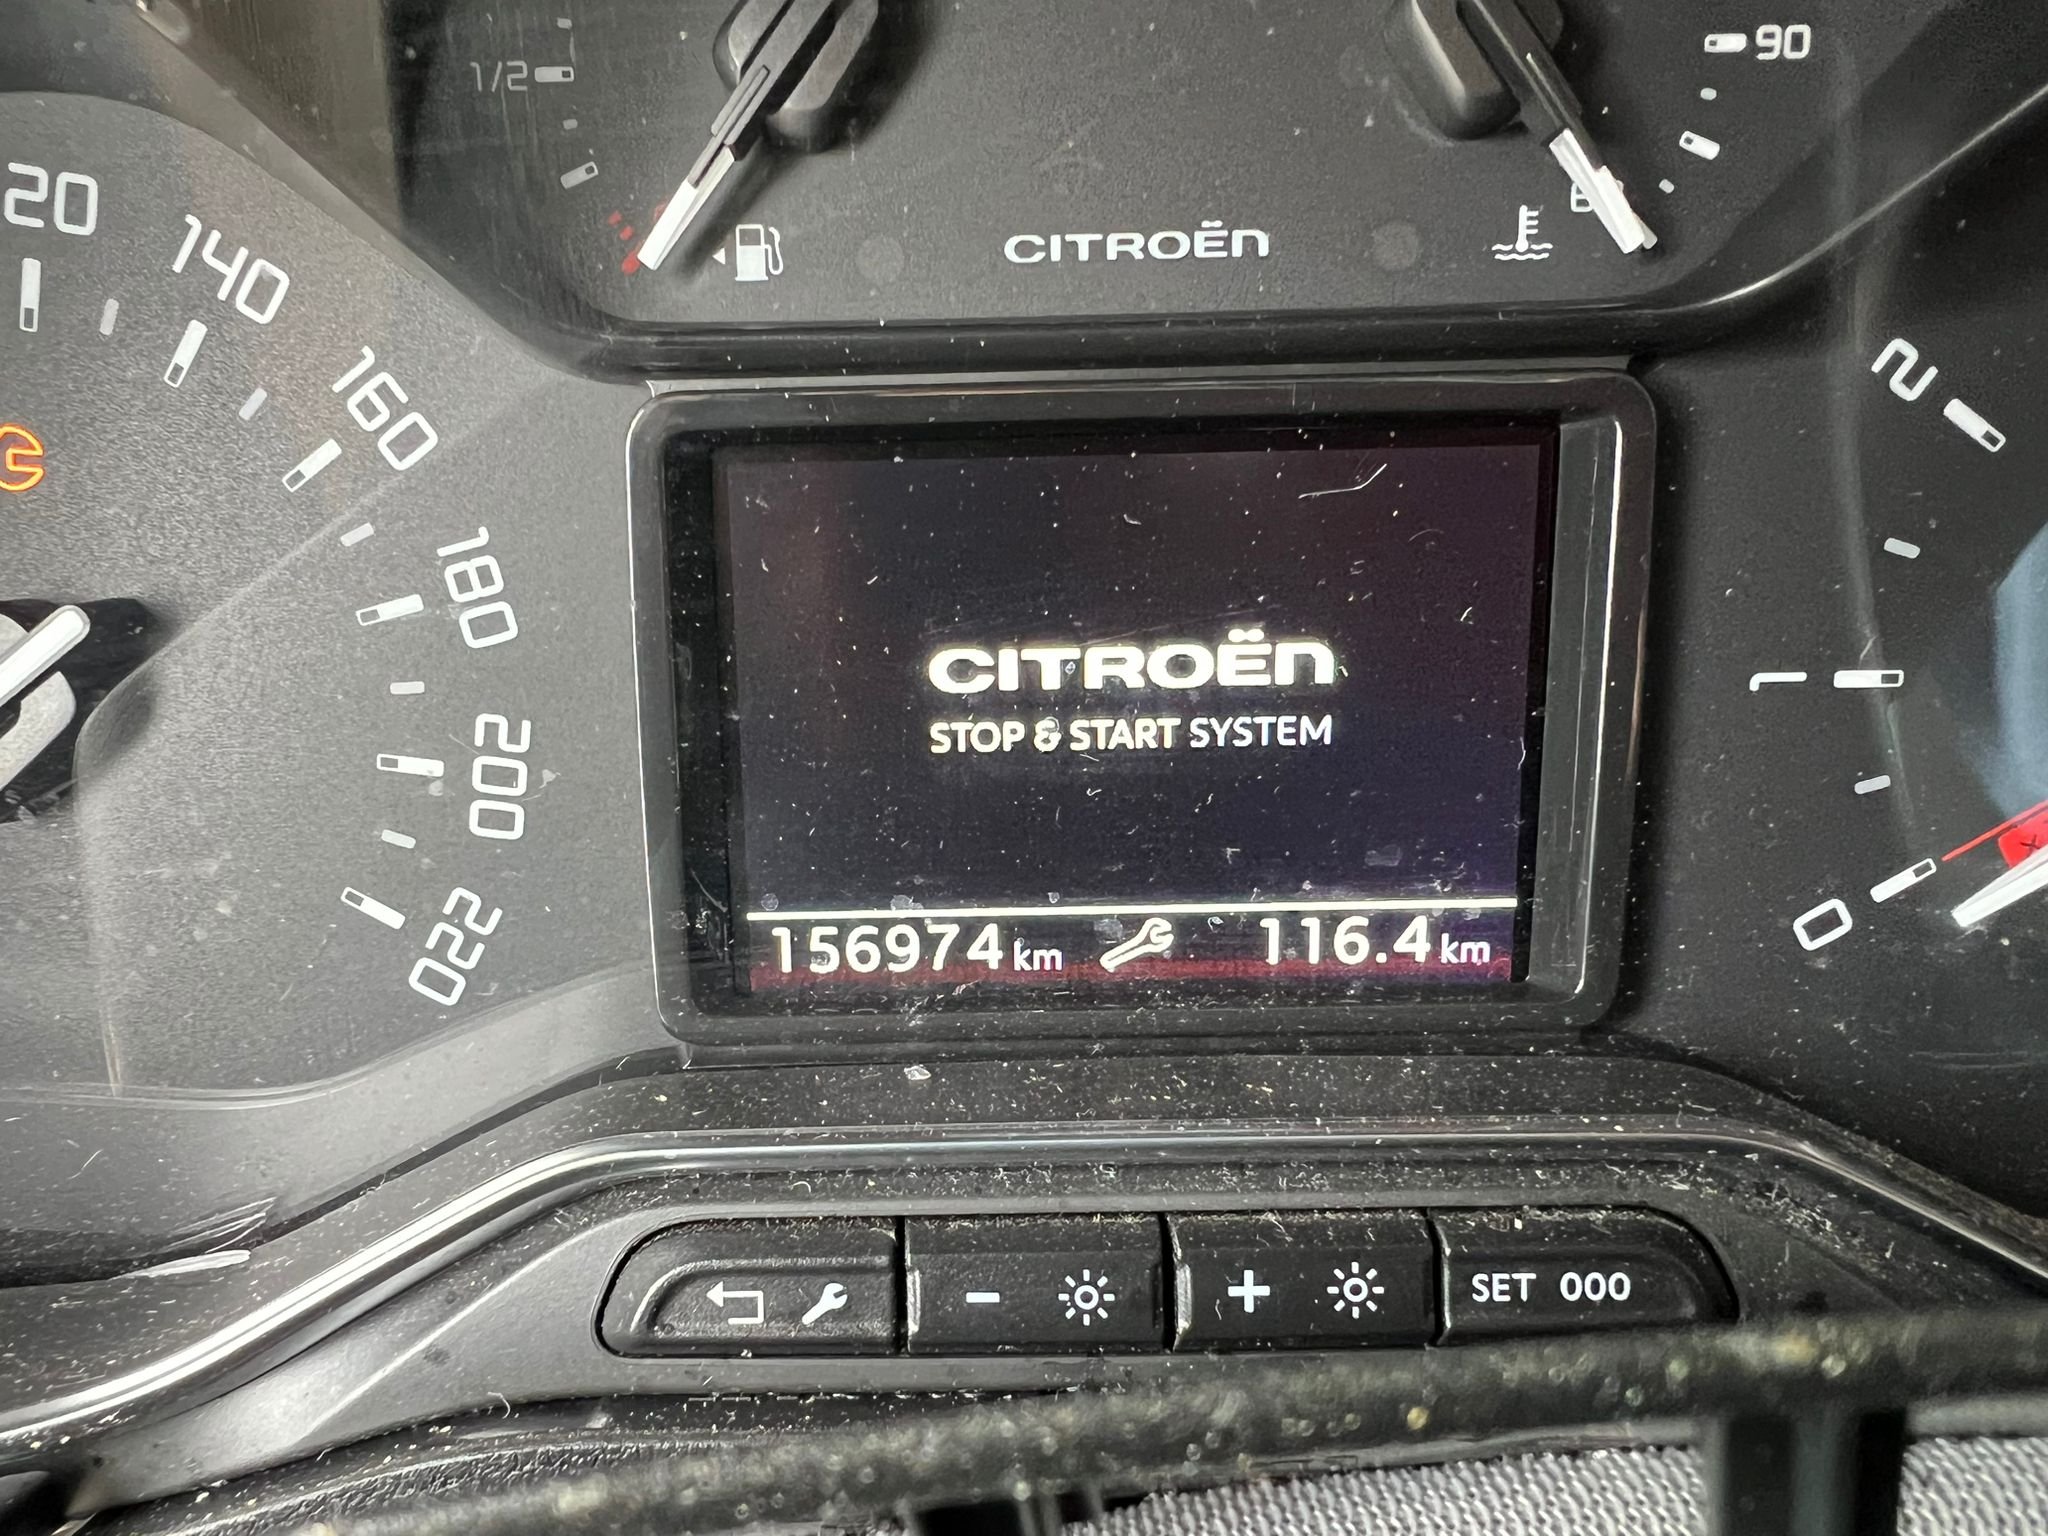 1/2
90
CITROËN
20
140
160
180
200
220
2
1
0
CITROËN
STOP & START SYSTEM
156974 km
116.4 km
- 
+
SET 000